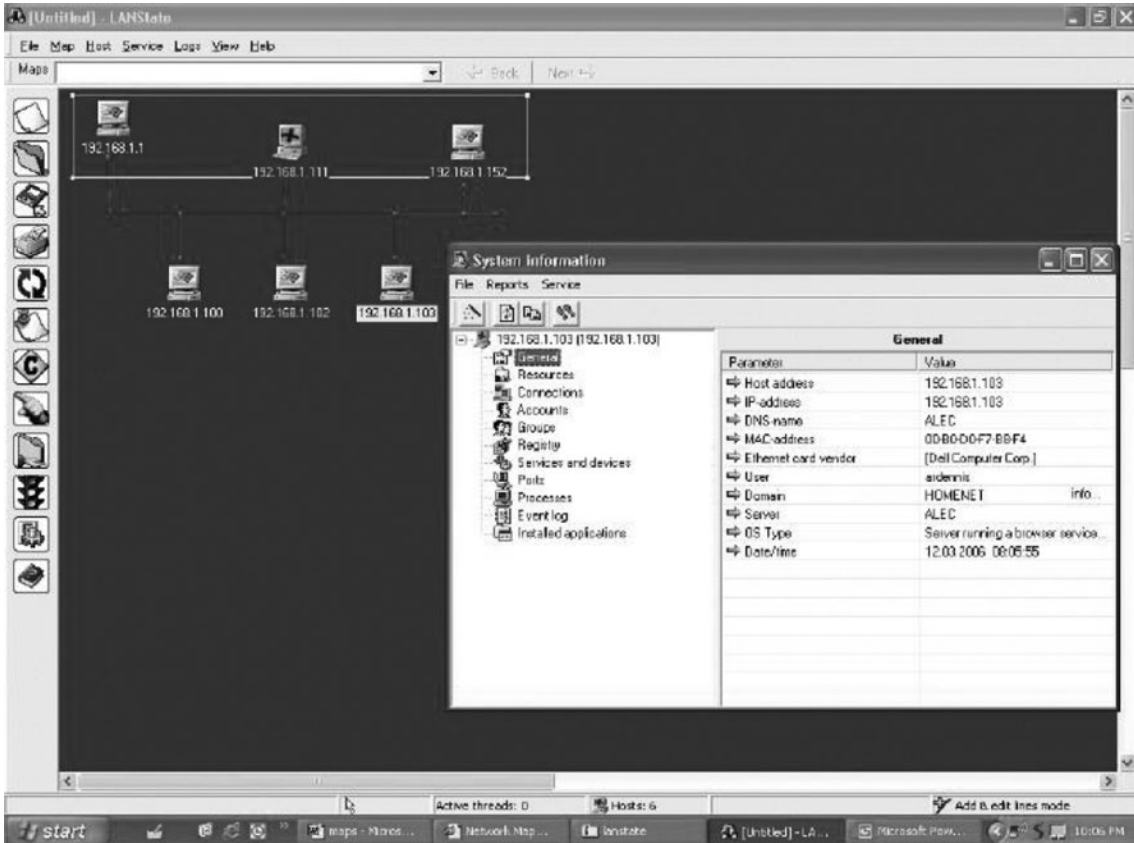 [Untitled] - LANState
File Map Host Service Logs View Help
Maps
Back Next
192.168.1.1
192.168.1.111
192.168.1.152
192.168.1.100
192.168.1.102
192.168.1.103
System information
File Reports Service
192.168.1.103 (192.168.1.103)
General
Resources
Connections
Accounts
Groups
Registry
Services and devices
Ports
Processes
Event log
Installed applications
General
Parameter Value
Host address 192.168.1.103
IP-address 192.168.1.103
DNS-name ALEC
MAC-address 00-B0-D0-F7-B8-F4
Ethernet card vendor [Dell Computer Corp.]
User ardennis
Domain HOMENET info...
Server ALEC
OS Type Server running a browser service...
Date/time 12.03.2006 08:05:55
Active threads: 0
Hosts: 6
Add & edit lines mode
start
maps - Micros...
Network Map...
lanstate
[Untitled] - LA...
Microsoft Pow...
10:06 PM